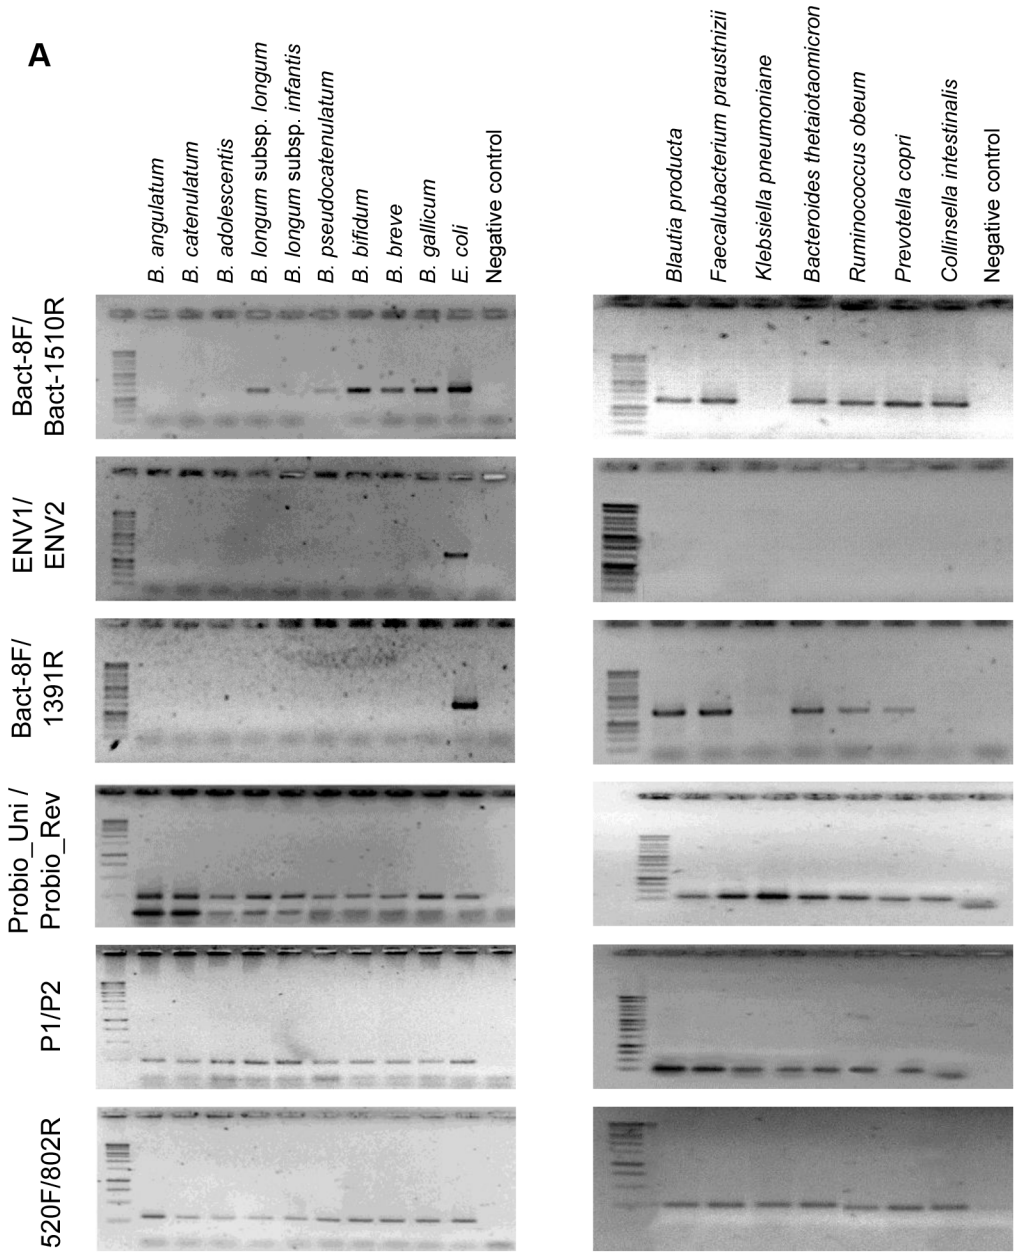 A
B. angulatum
B. catenulatum
B. adolescentis
B. longum subsp. longum
B. longum subsp. infantis
B. pseudocatenulatum
B. bifidum
B. breve
B. gallicum
E. coli
Negative control
Blautia producta
Faecalubacterium praustnizii
Klebsiella pneumoniane
Bacteroides thetaiotaomicron
Ruminococcus obeum
Prevotella copri
Collinsella intestinalis
Negative control
Bact-8F/
Bact-1510R
ENV1/
ENV2
Bact-8F/
1391R
Probio_Uni /
Probio_Rev
P1/P2
520F/802R